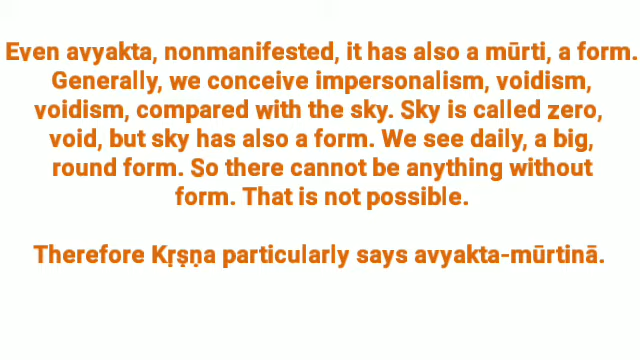 Even avyakta, nonmanifested, it has also a mūrti, a form.
Generally, we conceive impersonalism, voidism,
voidism, compared with the sky. Sky is called zero,
void, but sky has also a form. We see daily, a big,
round form. So there cannot be anything without
form. That is not possible.
Therefore Kṛṣṇa particularly says avyakta-mūrtinā.